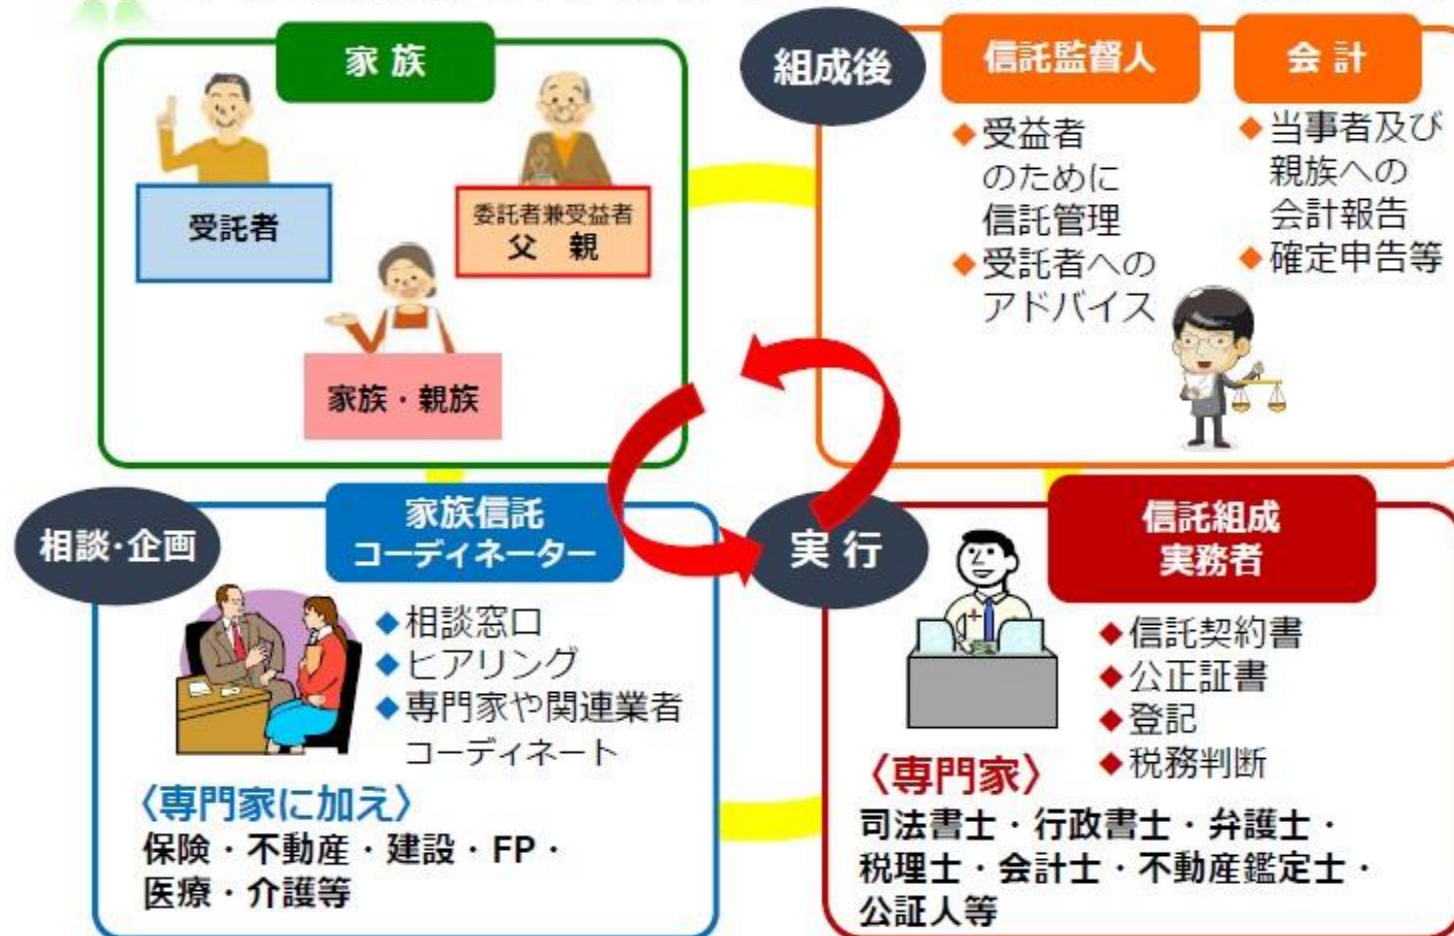 家 族
受託者
委託者兼受益者
父 親
家族・親族
組成後
信託監督人
◆受益者
のために
信託管理
◆受託者への
アドバイス
会 計
◆当事者及び
親族への
会計報告
◆確定申告等
相談・企画
家族信託
コーディネーター
◆相談窓口
◆ヒアリング
◆専門家や関連業者
コーディネート
〈専門家に加え〉
保険・不動産・建設・FP・
医療・介護等
実 行
信託組成
実務者
◆信託契約書
◆公正証書
◆登記
◆税務判断
〈専門家〉
司法書士・行政書士・弁護士・
税理士・会計士・不動産鑑定士・
公証人等